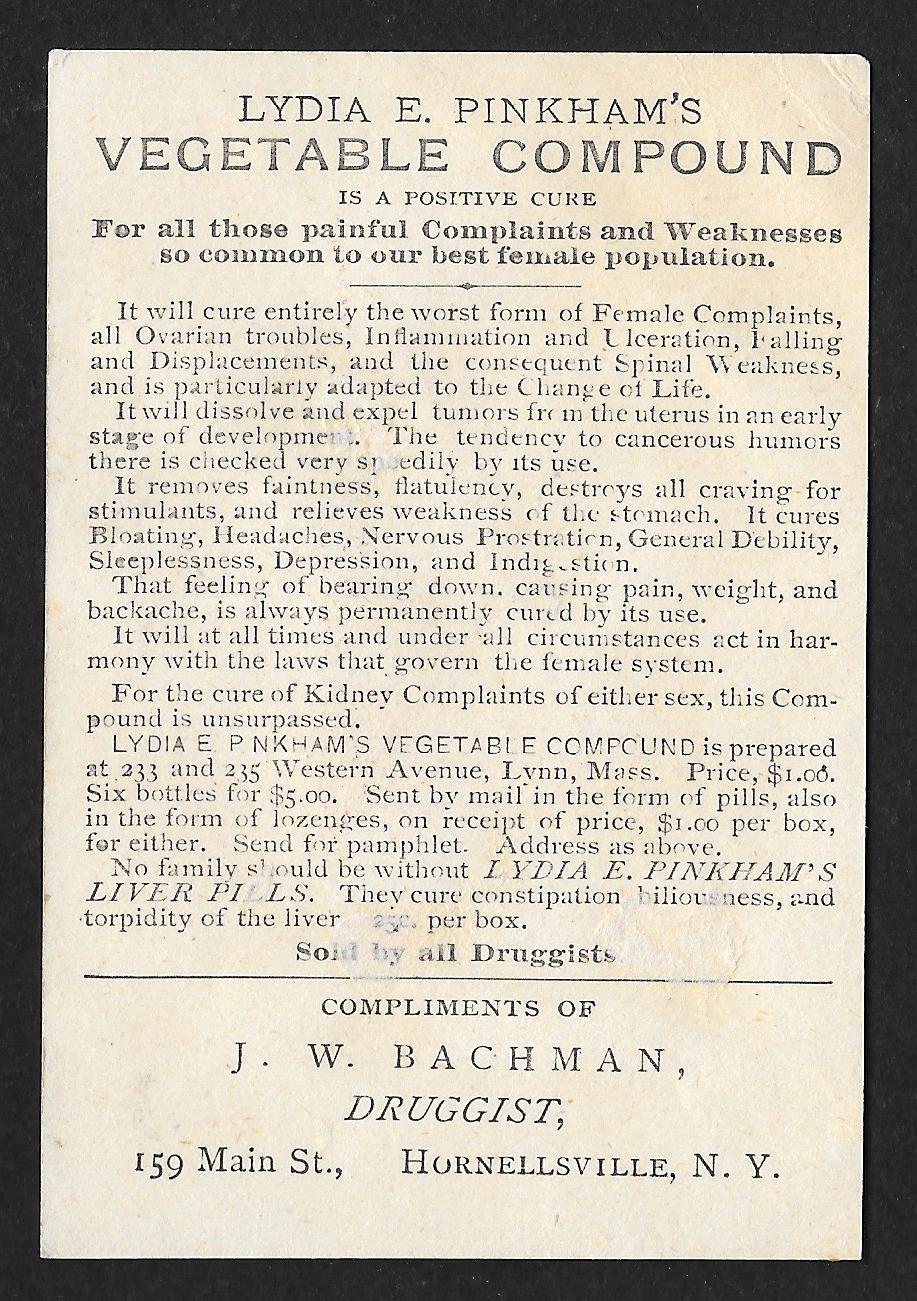 LYDIA E. PINKHAM'S
VEGETABLE COMPOUND
IS A POSITIVE CURE
For all those painful Complaints and Weaknesses
so common to our best female population.
It will cure entirely the worst form of Female Complaints,
all Ovarian troubles, Inflammation and Ulceration, Falling
and Displacements, and the consequent Spinal Weakness,
and is particularly adapted to the Change of Life.
It will dissolve and expel tumors from the uterus in an early
stage of development. The tendency to cancerous humors
there is checked very speedily by its use.
It removes faintness, flatulency, destroys all craving for
stimulants, and relieves weakness of the stomach. It cures
Bloating, Headaches, Nervous Prostration, General Debility,
Sleeplessness, Depression, and Indigestion.
That feeling of bearing down. causing pain, weight, and
backache, is always permanently cured by its use.
It will at all times and under all circumstances act in har-
mony with the laws that govern the female system.
For the cure of Kidney Complaints of either sex, this Com-
pound is unsurpassed.
LYDIA E. PINKHAM'S VEGETABLE COMPOUND is prepared
at 233 and 235 Western Avenue, Lynn, Mass. Price, $1.00.
Six bottles for $5.00. Sent by mail in the form of pills, also
in the form of lozenges, on receipt of price, $1.00 per box,
for either. Send for pamphlet. Address as above.
No family should be without LYDIA E. PINKHAM'S
LIVER PILLS. They cure constipation biliousness, and
torpidity of the liver 25c. per box.
Sold by all Druggists
COMPLIMENTS OF
J. W. BACHMAN,
DRUGGIST,
159 Main St., HORNELLSVILLE, N. Y.